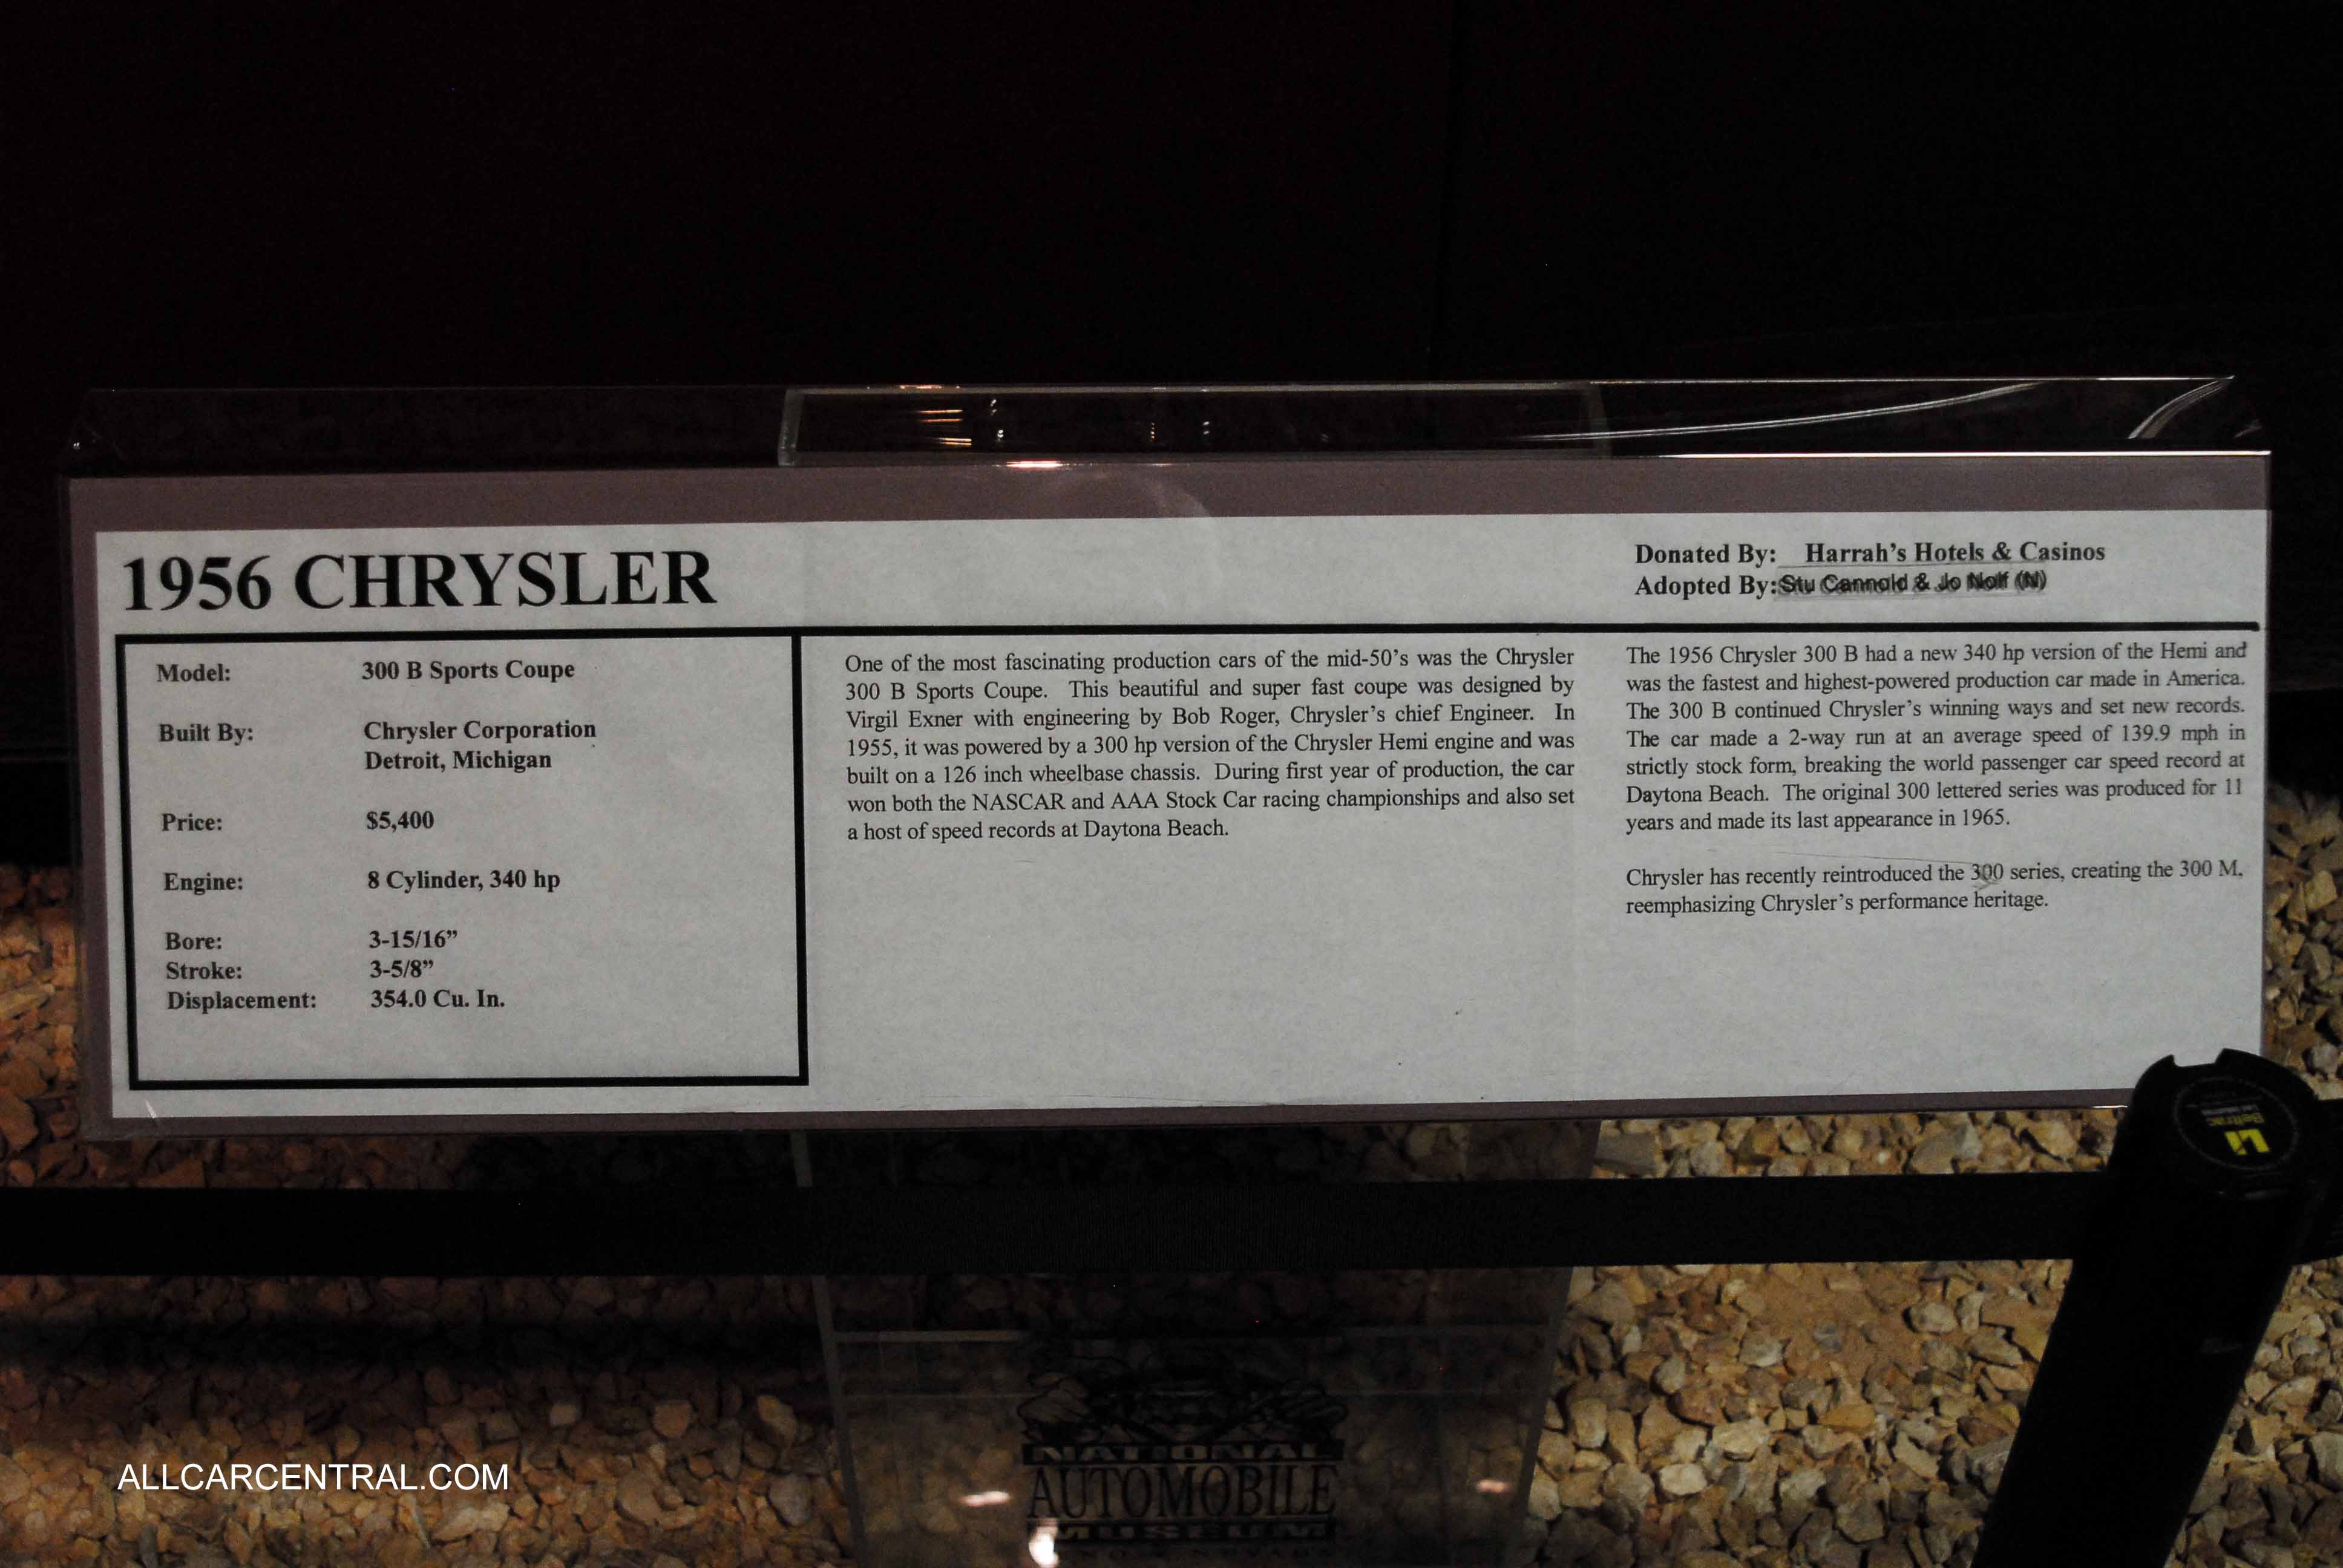 1956 CHRYSLER
Donated By: Harrah's Hotels & Casinos
Adopted By: Stu Cannold & Jo Nolf (N)
Model: 300 B Sports Coupe
Built By: Chrysler Corporation
Detroit, Michigan
Price: $5,400
Engine: 8 Cylinder, 340 hp
Bore: 3-15/16”
Stroke: 3-5/8”
Displacement: 354.0 Cu. In.
One of the most fascinating production cars of the mid-50’s was the Chrysler
300 B Sports Coupe. This beautiful and super fast coupe was designed by
Virgil Exner with engineering by Bob Roger, Chrysler’s chief Engineer. In
1955, it was powered by a 300 hp version of the Chrysler Hemi engine and was
built on a 126 inch wheelbase chassis. During first year of production, the car
won both the NASCAR and AAA Stock Car racing championships and also set
a host of speed records at Daytona Beach.
The 1956 Chrysler 300 B had a new 340 hp version of the Hemi and
was the fastest and highest-powered production car made in America.
The 300 B continued Chrysler’s winning ways and set new records.
The car made a 2-way run at an average speed of 139.9 mph in
strictly stock form, breaking the world passenger car speed record at
Daytona Beach. The original 300 lettered series was produced for 11
years and made its last appearance in 1965.
Chrysler has recently reintroduced the 300 series, creating the 300 M,
reemphasizing Chrysler’s performance heritage.
Beltrac
NATIONAL
AUTOMOBILE
MUSEUM
ALLCARCENTRAL.COM